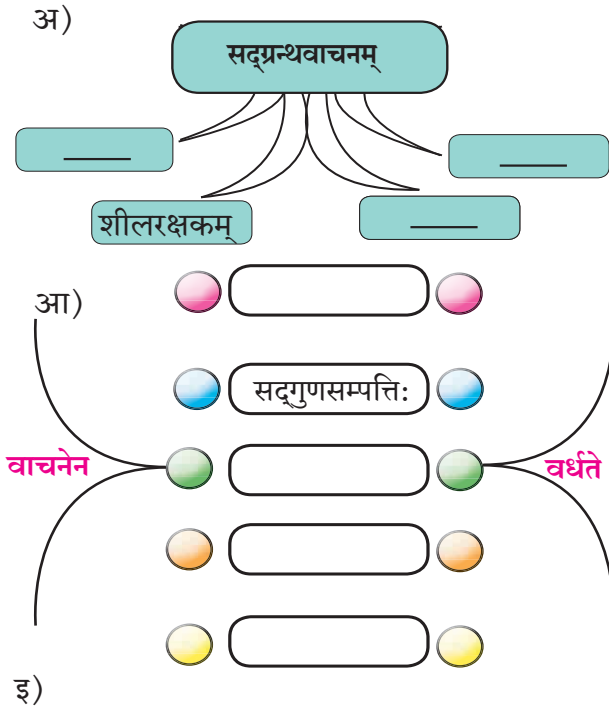 अ)
सद्ग्रन्थवाचनम्
शीलरक्षकम्
आ)
सद्गुणसम्पत्तिः
वाचनेन
वर्धते
इ)